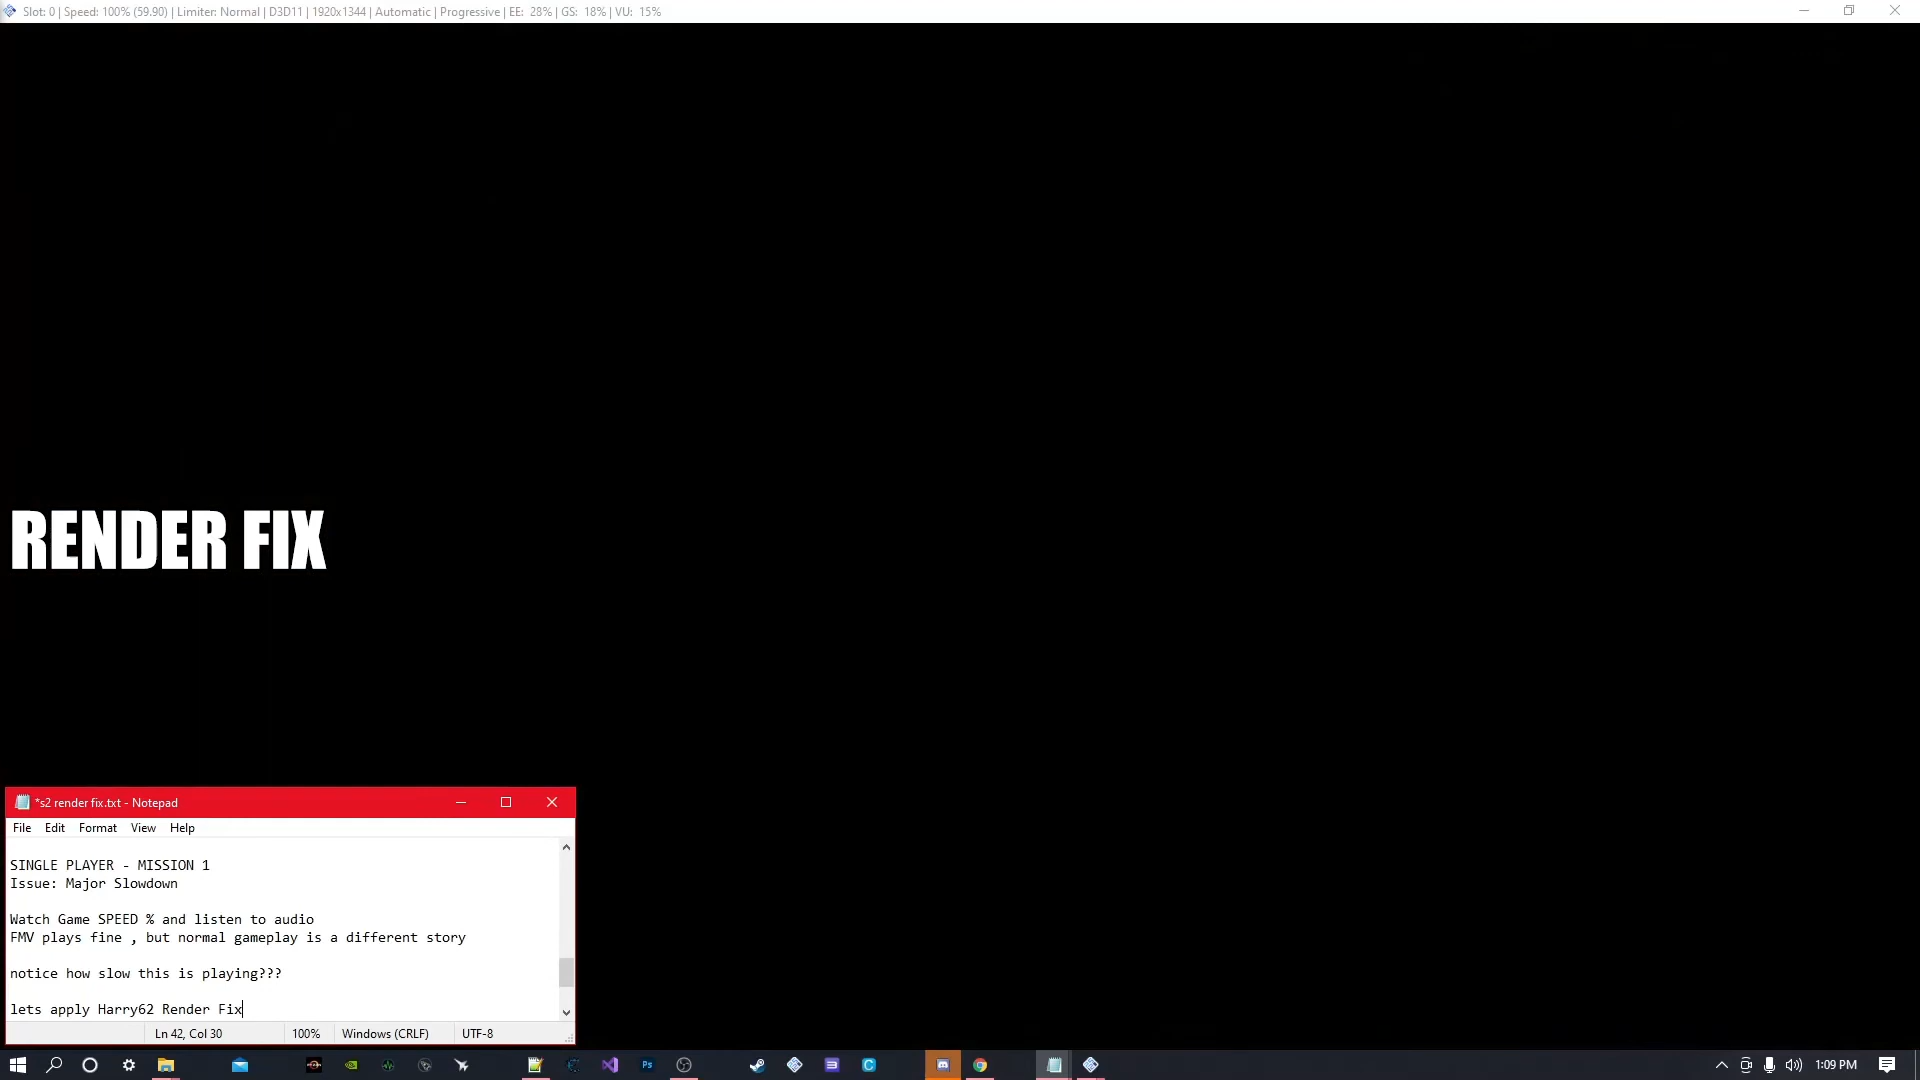 Slot: 0 | Speed: 100% (59.90) | Limiter: Normal | D3D11 | 1920x1344 | Automatic | Progressive | EE: 28% | GS: 18% | VU: 15%
RENDER FIX
*s2 render fix.txt - Notepad
File Edit Format View Help
SINGLE PLAYER - MISSION 1
Issue: Major Slowdown
Watch Game SPEED % and listen to audio
FMV plays fine , but normal gameplay is a different story
notice how slow this is playing???
lets apply Harry62 Render Fix
Ln 42, Col 30 100% Windows (CRLF) UTF-8
Ps
1:09 PM